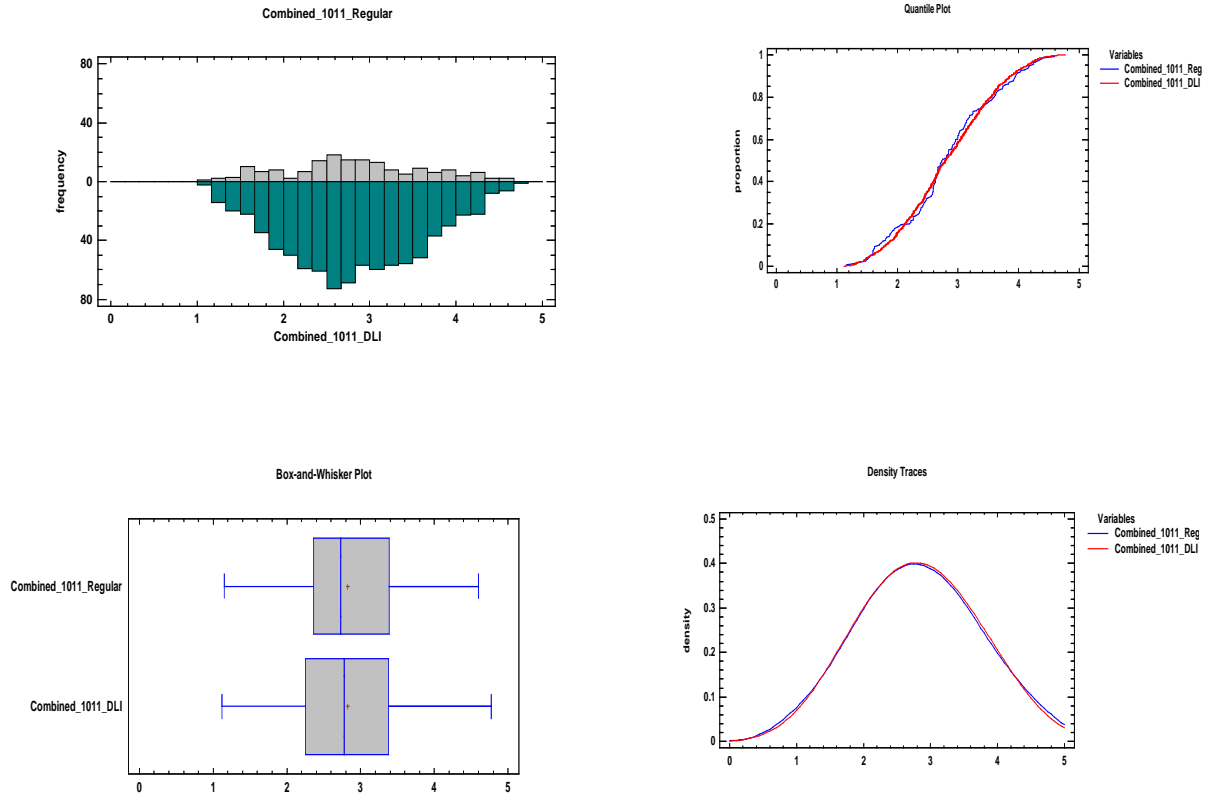 Combined_1011_Regular
80
40
0
40
80
frequency
0 1 2 3 4 5
Combined_1011_DLI
Quantile Plot
1
0.8
0.6
0.4
0.2
0
proportion
0 1 2 3 4 5
Variables
Combined_1011_Reg
Combined_1011_DLI
Box-and-Whisker Plot
Combined_1011_Regular
Combined_1011_DLI
0 1 2 3 4 5
Density Traces
0.5
0.4
0.3
0.2
0.1
0
density
0 1 2 3 4 5
Variables
Combined_1011_Reg
Combined_1011_DLI